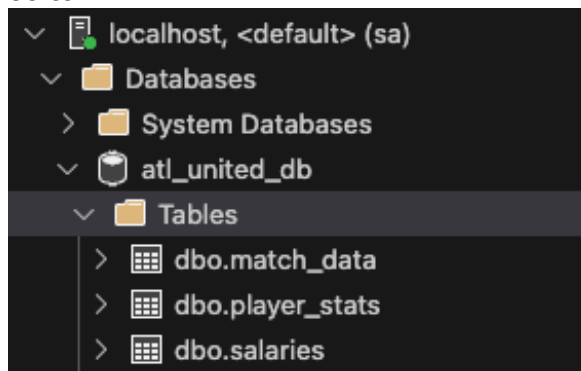 localhost, <default> (sa)
Databases
System Databases
atl_united_db
Tables
dbo.match_data
dbo.player_stats
dbo.salaries